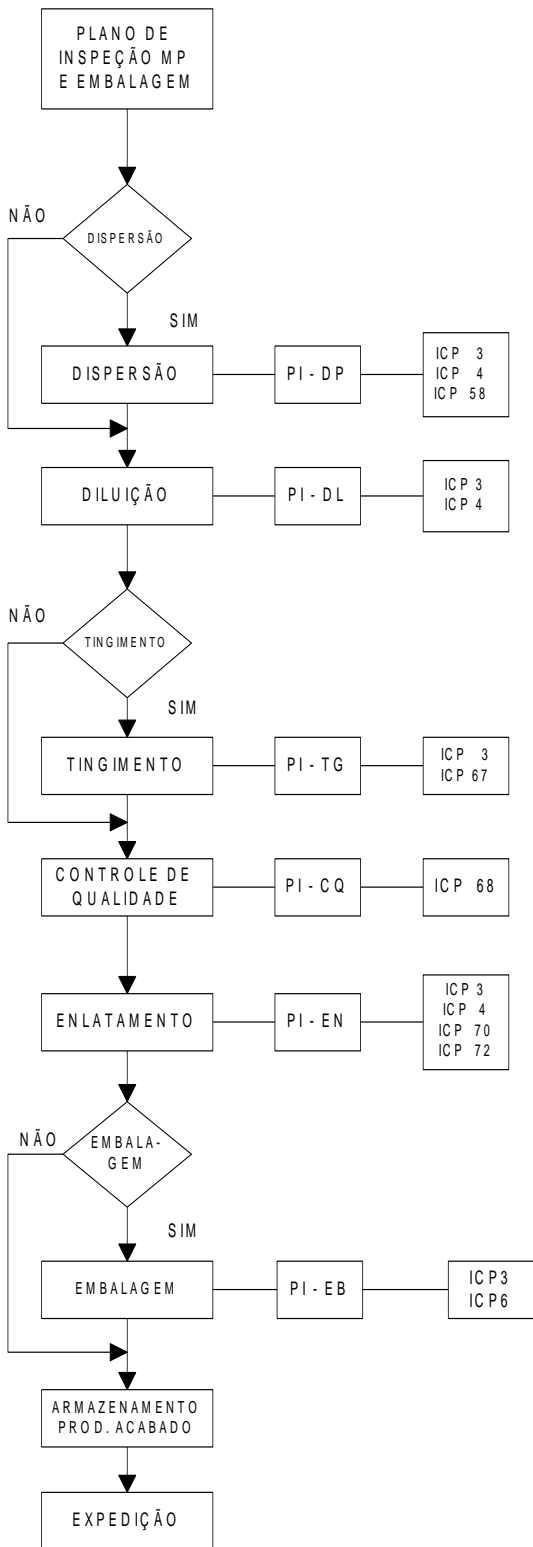 PLANO DE
INSPEÇÃO MP
E EMBALAGEM
NÃO
DISPERSÃO
SIM
DISPERSÃO
PI - DP
ICP 3
ICP 4
ICP 58
DILUIÇÃO
PI - DL
ICP 3
ICP 4
NÃO
TINGIMENTO
SIM
TINGIMENTO
PI - TG
ICP 3
ICP 67
CONTROLE DE
QUALIDADE
PI - CQ
ICP 68
ENLATAMENTO
PI - EN
ICP 3
ICP 4
ICP 70
ICP 72
NÃO
EMBALA-
GEM
SIM
EMBALAGEM
PI - EB
ICP3
ICP6
ARMAZENAMENTO
PROD. ACABADO
EXPEDIÇÃO